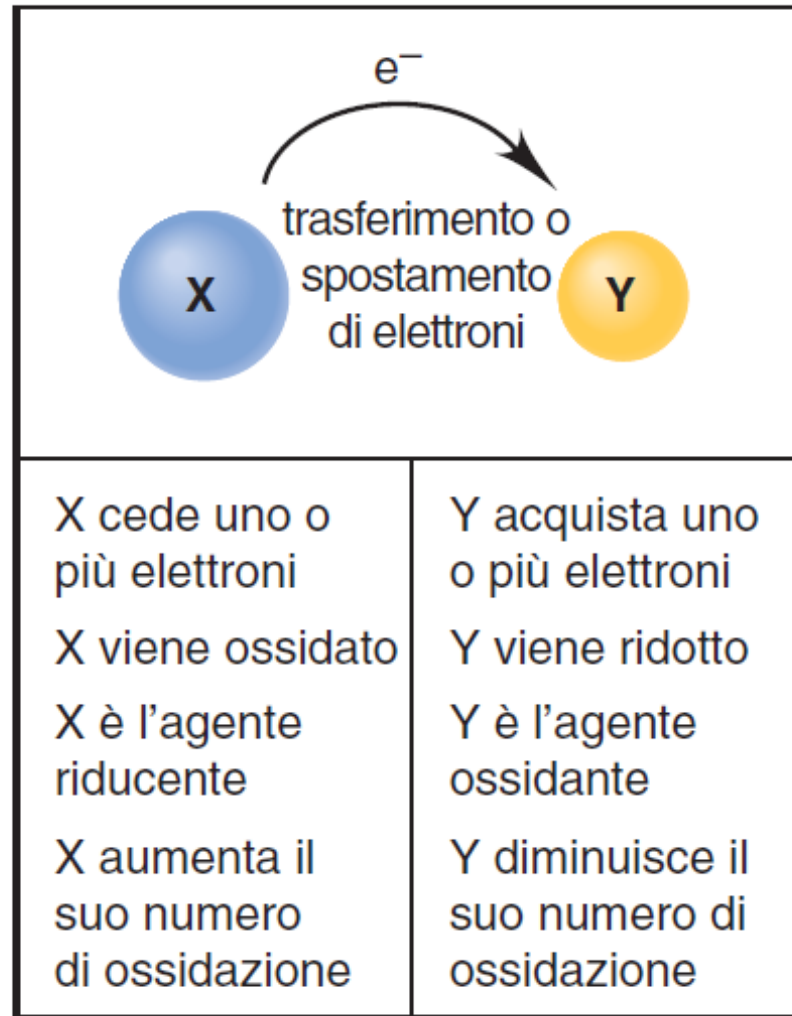 e⁻
trasferimento o
spostamento
di elettroni
X
Y
X cede uno o
più elettroni
X viene ossidato
X è l’agente
riducente
X aumenta il
suo numero
di ossidazione
Y acquista uno
o più elettroni
Y viene ridotto
Y è l’agente
ossidante
Y diminuisce il
suo numero di
ossidazione